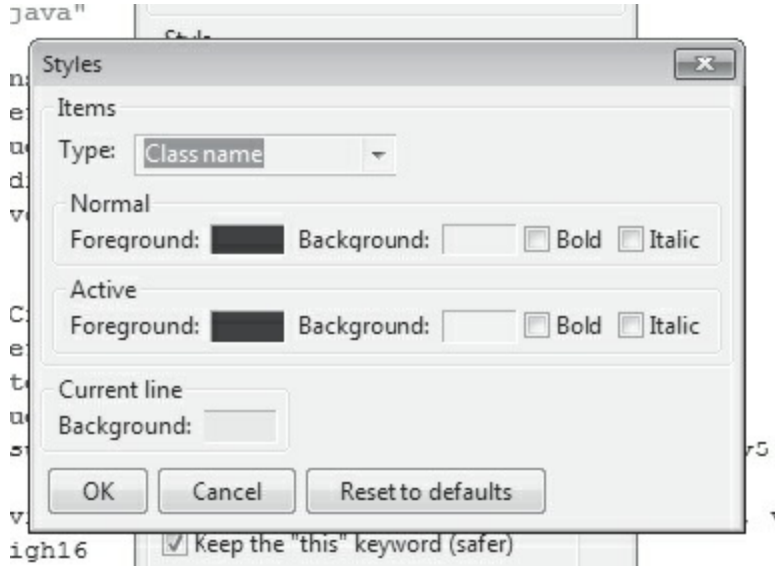 java"
Style
Styles
Items
Type: Class name
Normal
Foreground: Background: Bold Italic
Active
Foreground: Background: Bold Italic
Current line
Background:
OK Cancel Reset to defaults
Keep the "this" keyword (safer)
igh16